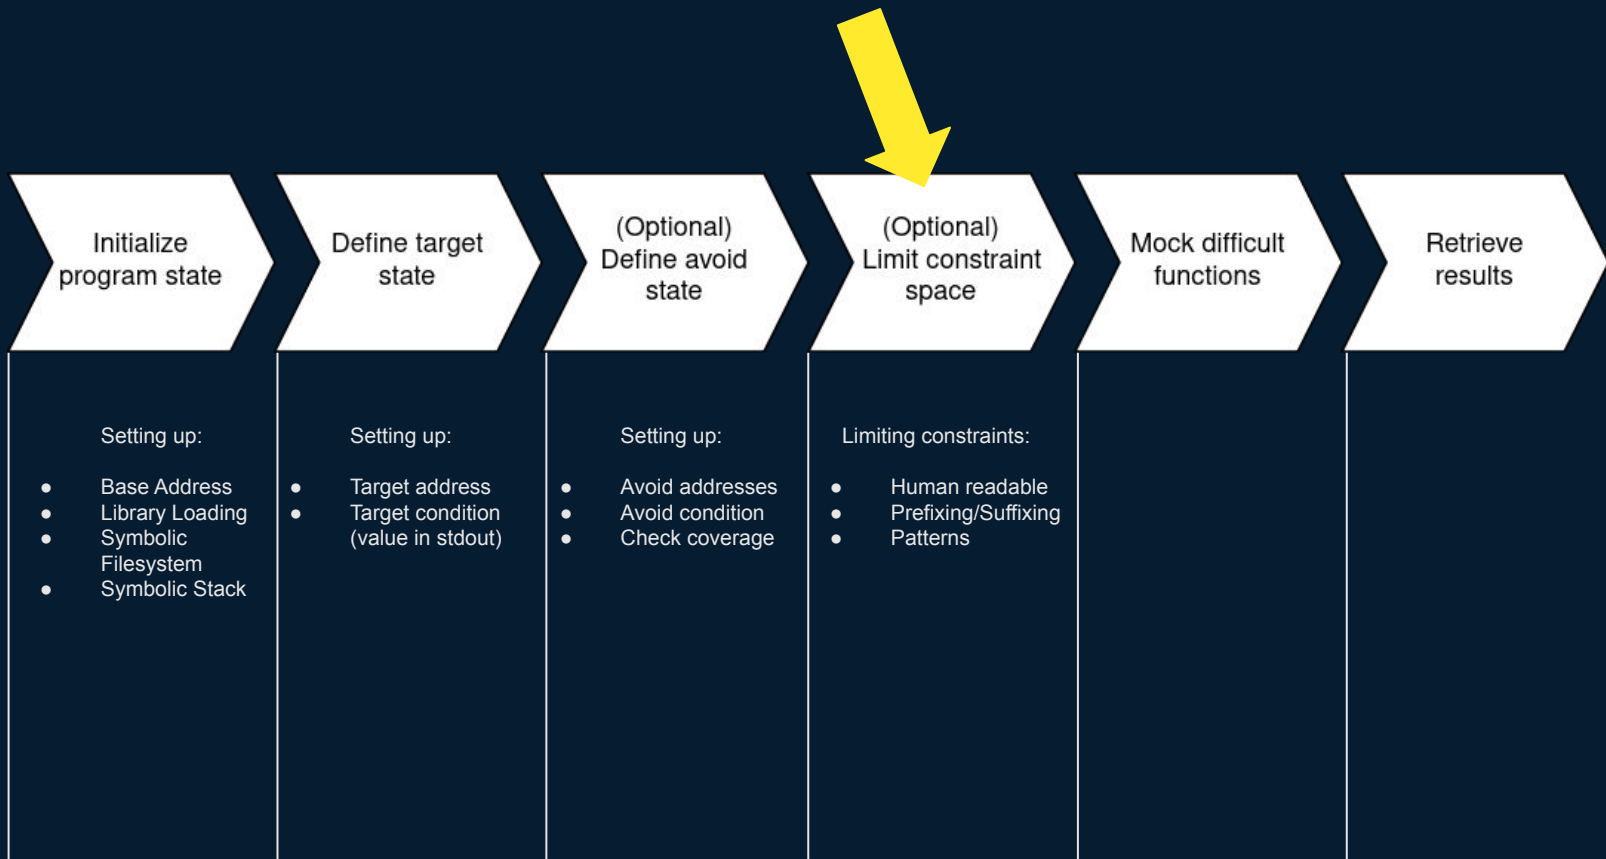 Initialize
program state
Define target
state
(Optional)
Define avoid
state
(Optional)
Limit constraint
space
Mock difficult
functions
Retrieve
results
Setting up:
● Base Address
● Library Loading
● Symbolic
Filesystem
● Symbolic Stack
Setting up:
● Target address
● Target condition
(value in stdout)
Setting up:
● Avoid addresses
● Avoid condition
● Check coverage
Limiting constraints:
● Human readable
● Prefixing/Suffixing
● Patterns